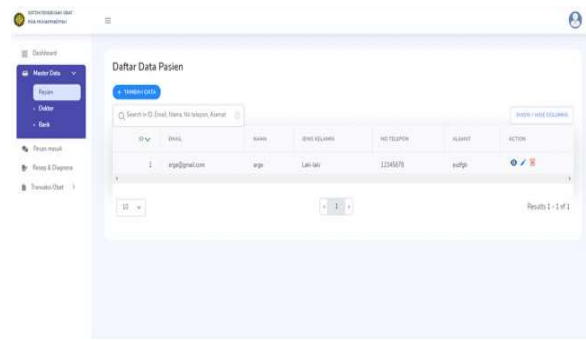 Dashboard
Master Data
Pasien
Dokter
Bank
Pasien masuk
Resep & Diagnosa
Transaksi Obat
Daftar Data Pasien
+ TAMBAH DATA
Search in ID, Email, Nama, No telepon, Alamat
SHOW / HIDE COLUMNS
ID EMAIL NAMA JENIS KELAMIN NO TELEPON ALAMAT ACTION
1 arga@gmail.com arga Laki-laki 12345678
10
1
Results 1 - 1 of 1